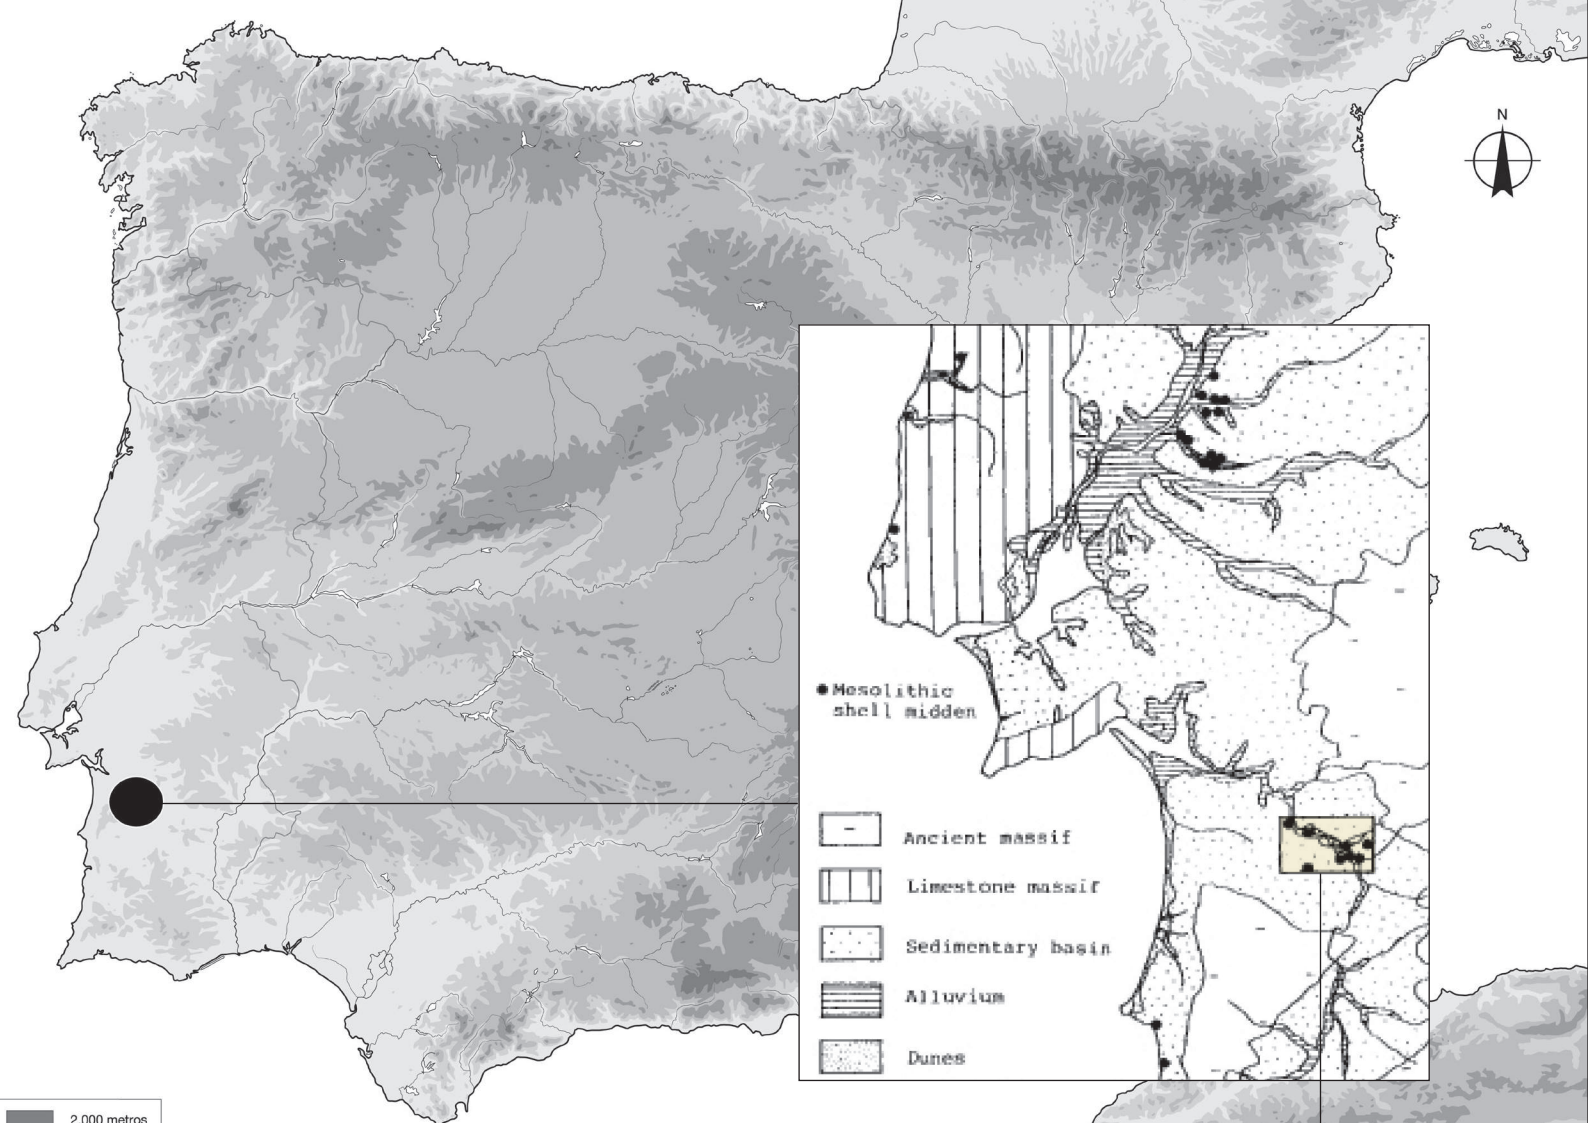 N
Mesolithic
shell midden
Ancient massif
Limestone massif
Sedimentary basin
Alluvium
Dunes
2.000 metros